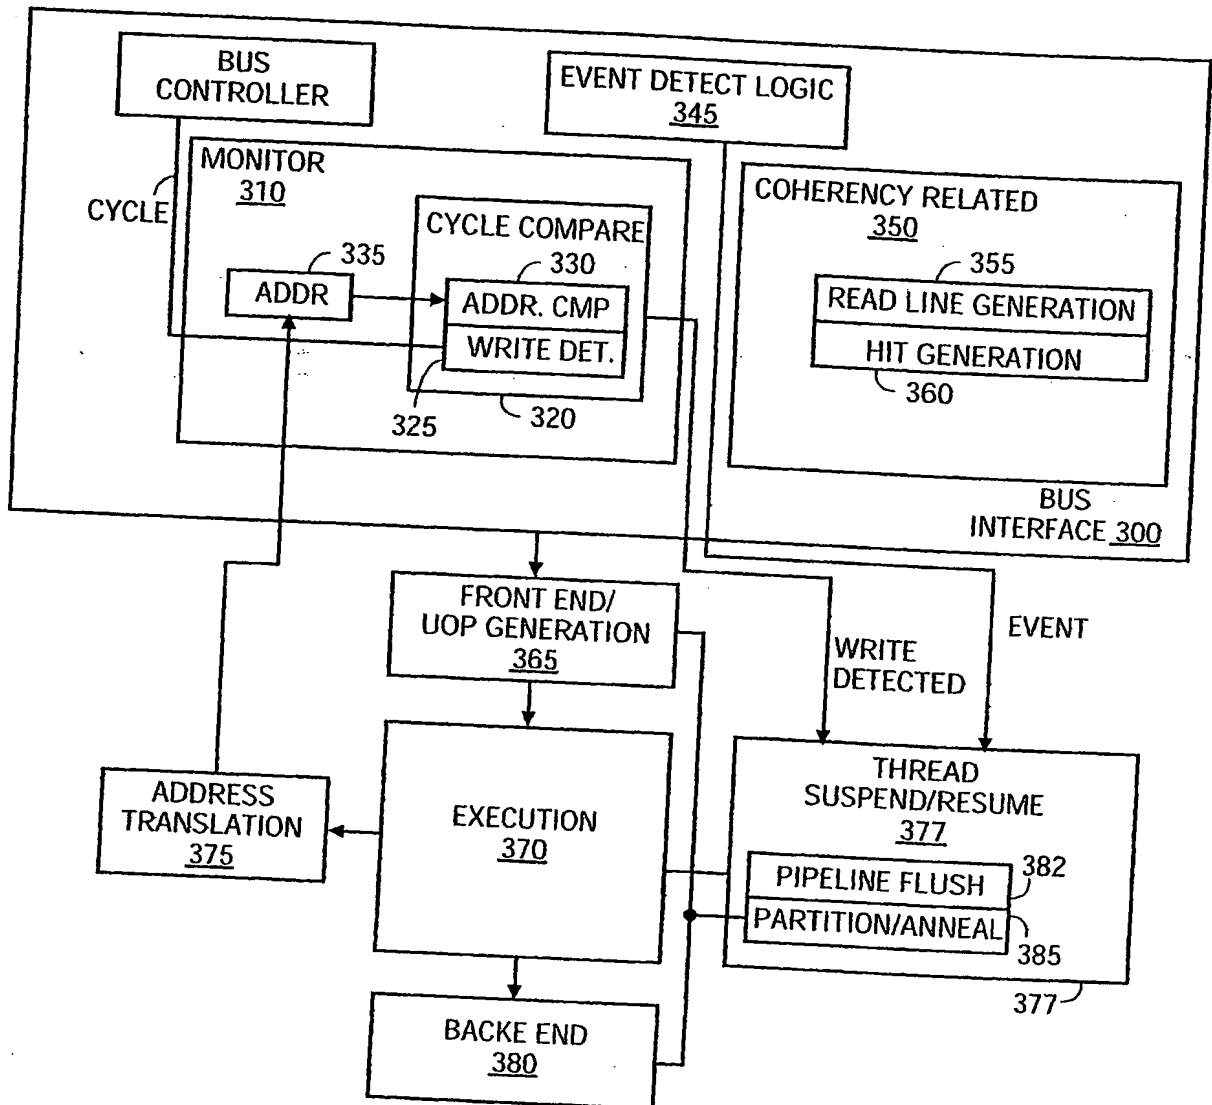 BUS
CONTROLLER
EVENT DETECT LOGIC
345
MONITOR
310
CYCLE
CYCLE COMPARE
335
330
ADDR
ADDR. CMP
WRITE DET.
325
320
COHERENCY RELATED
350
355
READ LINE GENERATION
HIT GENERATION
360
BUS
INTERFACE 300
FRONT END/
UOP GENERATION
365
WRITE
DETECTED
EVENT
ADDRESS
TRANSLATION
375
EXECUTION
370
THREAD
SUSPEND/RESUME
377
PIPELINE FLUSH
382
PARTITION/ANNEAL
385
377
BACKE END
380